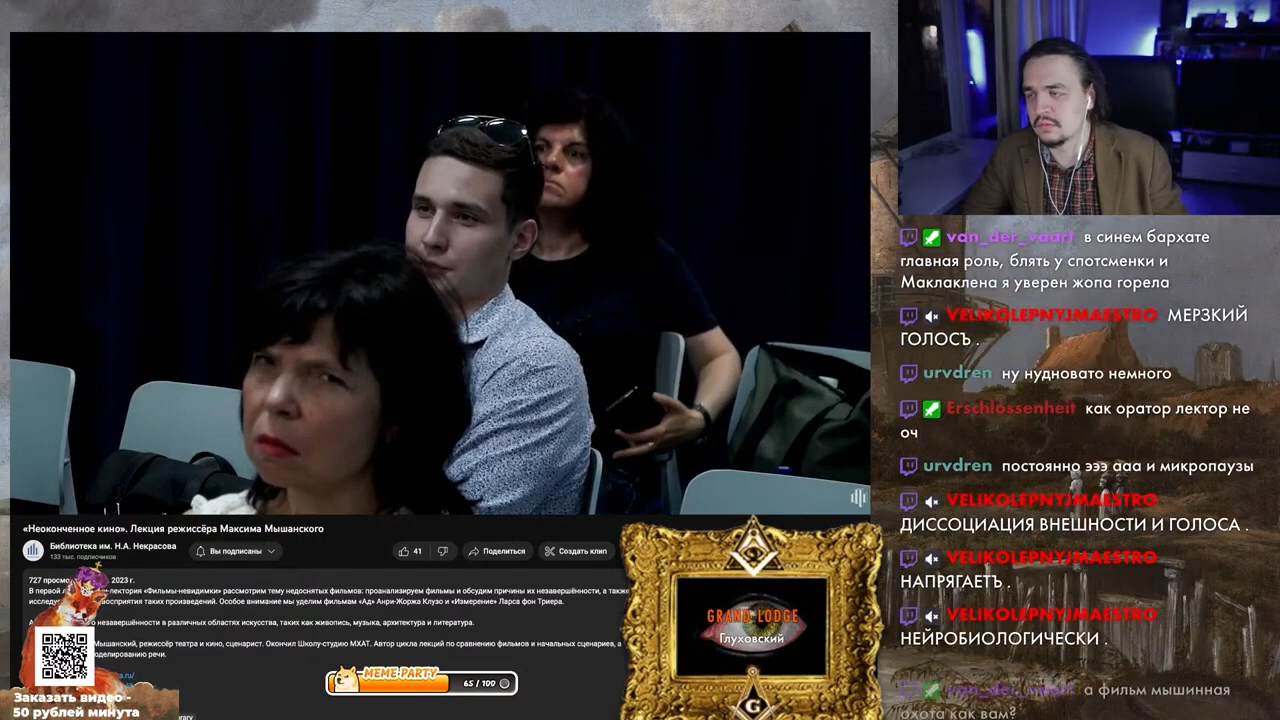 «Неоконченное кино». Лекция режиссёра Максима Мышанского
Библиотека им. Н.А. Некрасова
133 тыс. подписчиков
Вы подписаны
41
Поделиться
Создать клип
727 просмо
2023 г.
В первой
-лектория «Фильмы-невидимки» рассмотрим тему недоснятых фильмов: проанализируем фильмы и обсудим причины их незавершённости, а также
исследу
восприятия таких произведений. Особое внимание мы уделим фильмам «Ад» Анри-Жоржа Клузо и «Измерение» Ларса фон Триера.
незавершённости в различных областях искусства, таких как живопись, музыка, архитектура и литература.
Мышанский, режиссёр театра и кино, сценарист. Окончил Школу-студию МХАТ. Автор цикла лекций по сравнению фильмов и начальных сценариев, а
моделированию речи.
Заказать видео -
50 рублей минута
MEME PARTY
65 / 100
GRAND LODGE
Глуховский
G
van_der_vaart в синем бархате
главная роль, блять у спотсменки и
Маклаклена я уверен жопа горела
VELIKOLEPNYJMAESTRO МЕРЗКИЙ
ГОЛОСЪ .
urvdren ну нудновато немного
Erschlossenheit как оратор лектор не
оч
urvdren постоянно эээ ааа и микропаузы
VELIKOLEPNYJMAESTRO
ДИССОЦИАЦИЯ ВНЕШНОСТИ И ГОЛОСА .
VELIKOLEPNYJMAESTRO
НАПРЯГАЕТЪ .
VELIKOLEPNYJMAESTRO
НЕЙРОБИОЛОГИЧЕСКИ .
van_der_vaart а фильм мышинная
охота как вам?